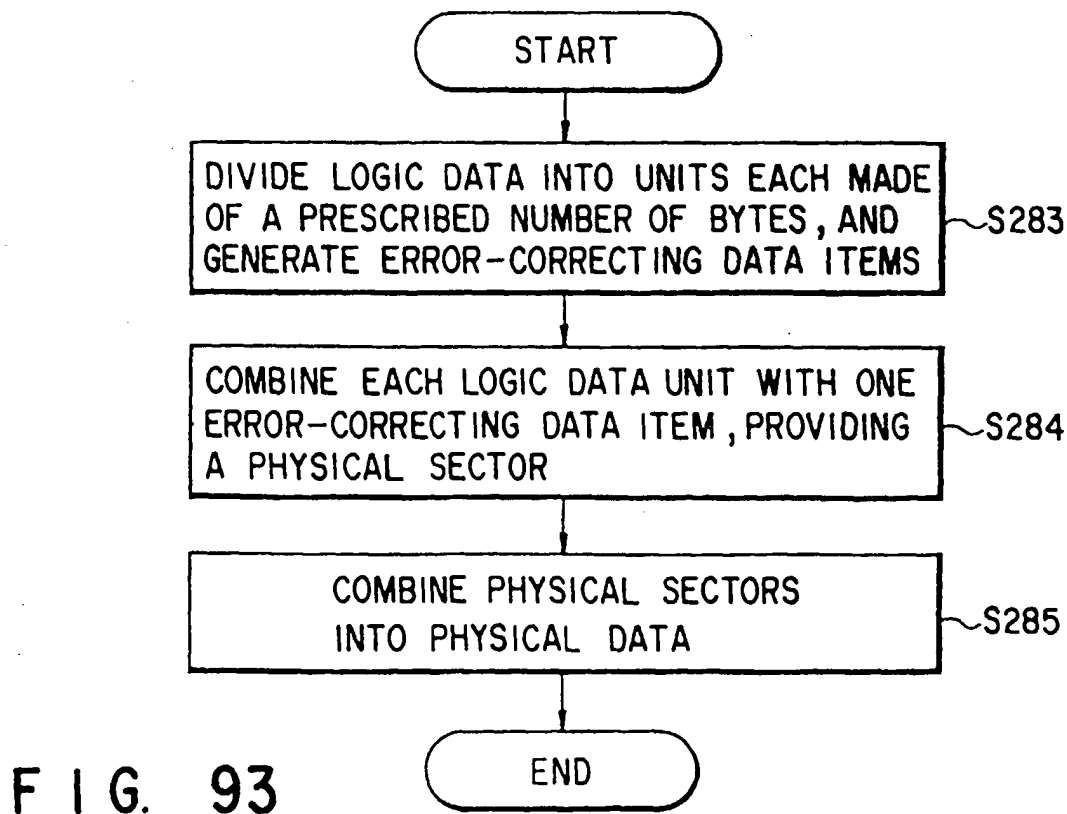 START
DIVIDE LOGIC DATA INTO UNITS EACH MADE
OF A PRESCRIBED NUMBER OF BYTES, AND
GENERATE ERROR-CORRECTING DATA ITEMS
S283
COMBINE EACH LOGIC DATA UNIT WITH ONE
ERROR-CORRECTING DATA ITEM, PROVIDING
A PHYSICAL SECTOR
S284
COMBINE PHYSICAL SECTORS
INTO PHYSICAL DATA
S285
END
FIG. 93